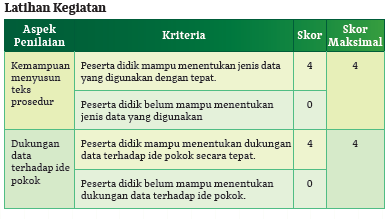 Latihan Kegiatan
Aspek Penilaian Kriteria Skor Skor Maksimal
Kemampuan menyusun teks prosedur
Peserta didik mampu menentukan jenis data
yang digunakan dengan tepat.
4
4
Peserta didik belum mampu menentukan
jenis data yang digunakan
0
Dukungan data terhadap ide pokok
Peserta didik mampu menentukan dukungan
data terhadap ide pokok secara tepat.
4
4
Peserta didik belum mampu menentukan
dukungan data terhadap ide pokok.
0